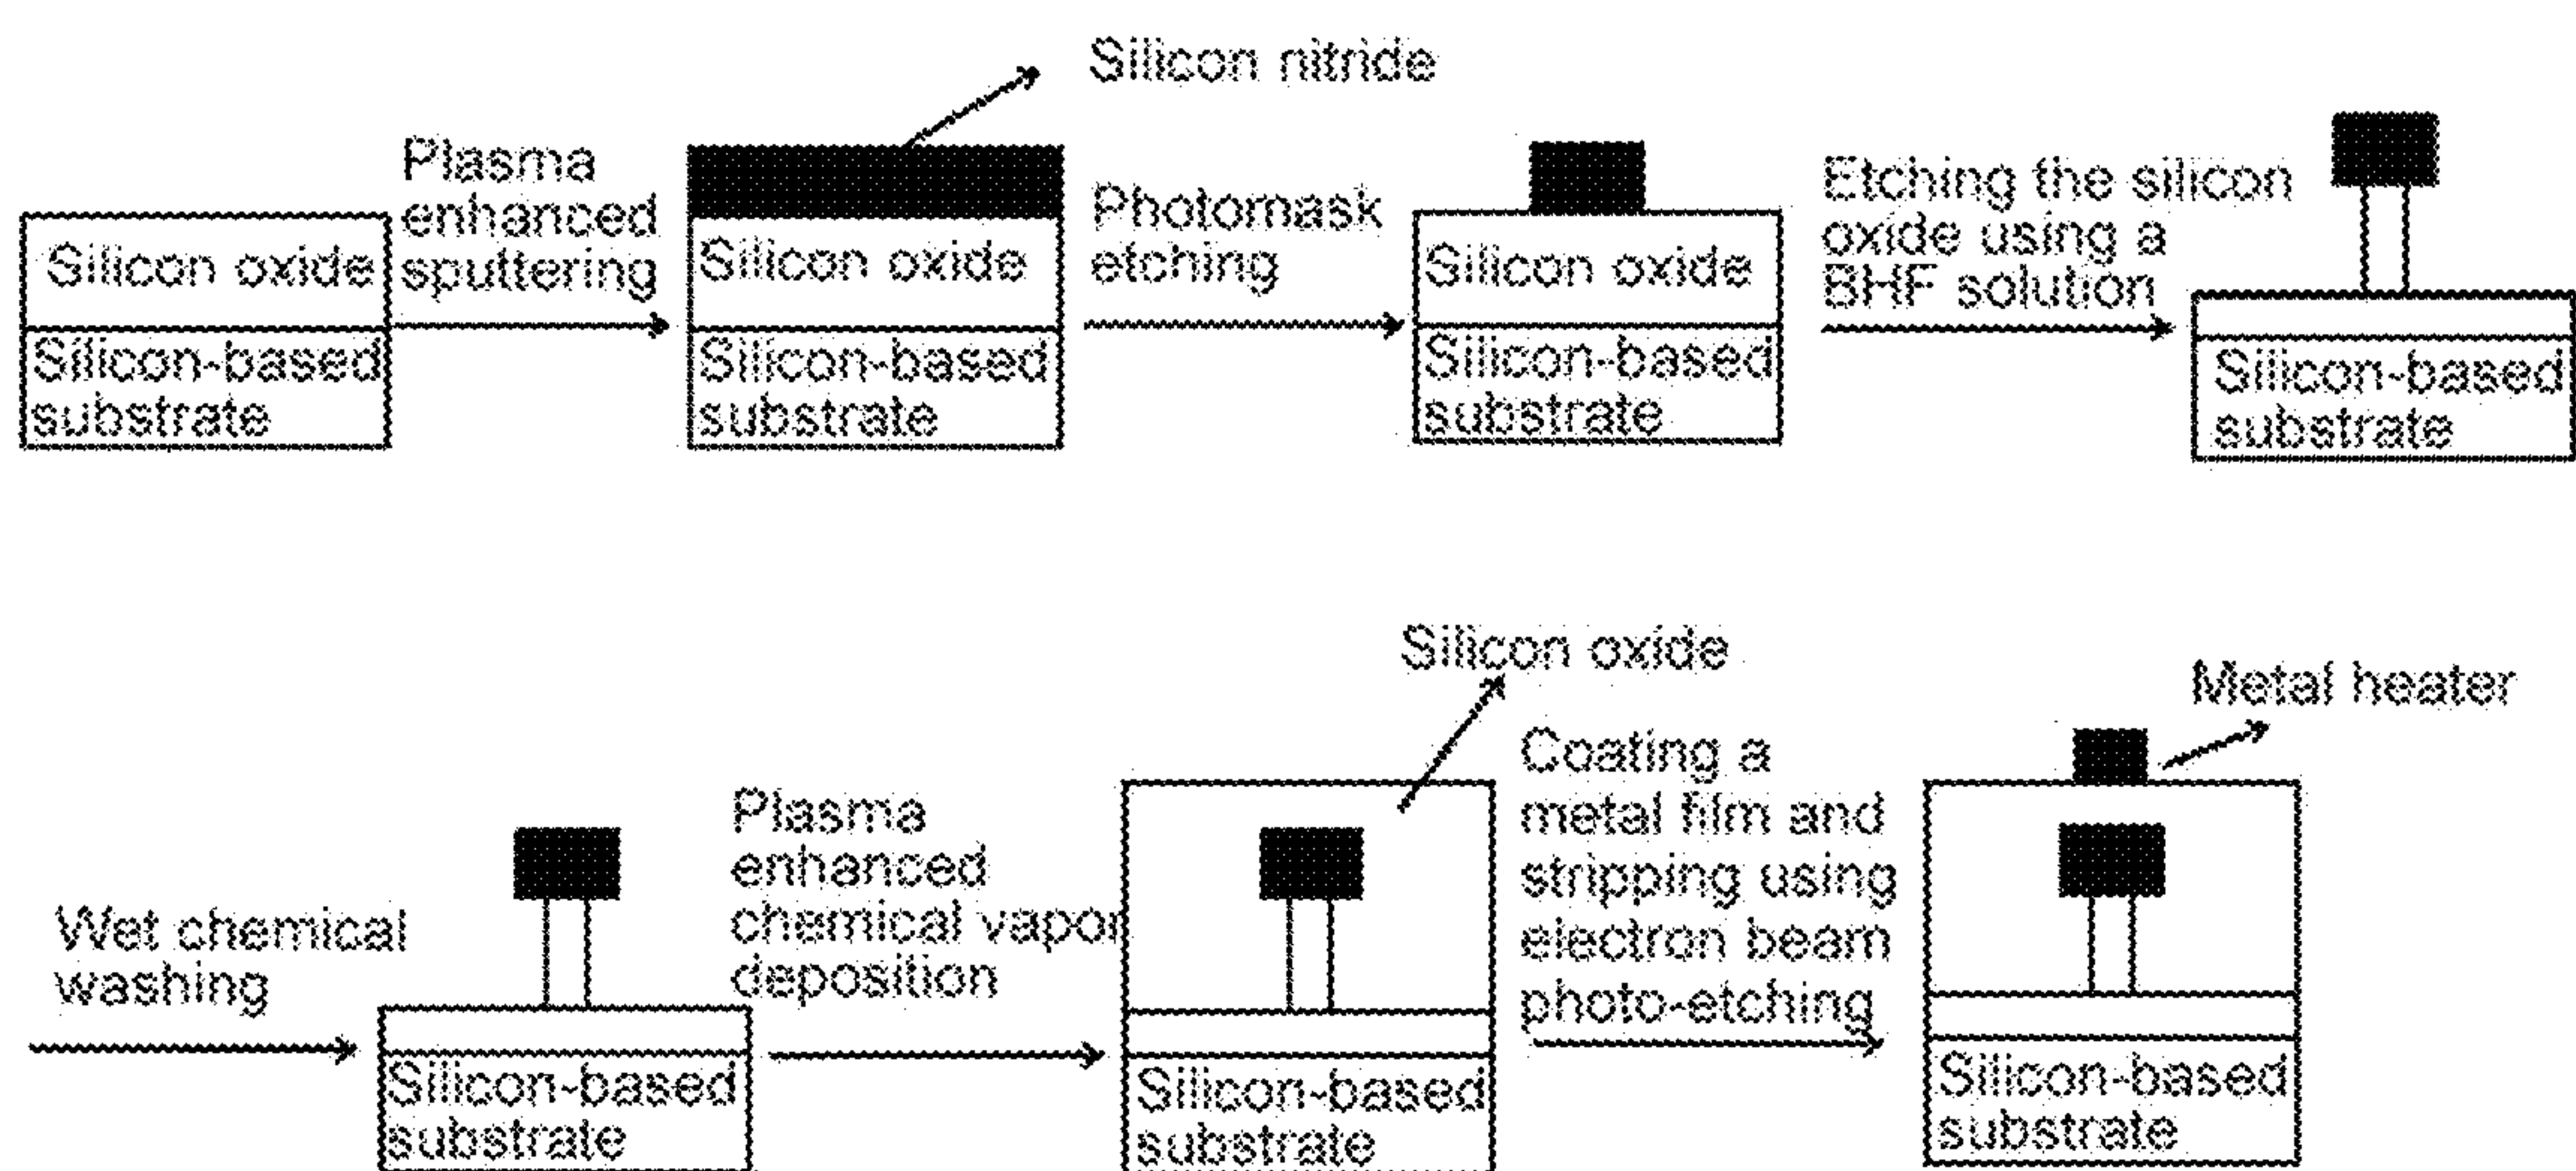 Silicon nitride
Silicon oxide
Silicon-based
substrate
Plasma
enhanced
sputtering
Silicon oxide
Silicon-based
substrate
Photomask
etching
Silicon oxide
Silicon-based
substrate
Etching the silicon
oxide using a
BHF solution
Silicon-based
substrate
Wet chemical
washing
Silicon-based
substrate
Plasma
enhanced
chemical vapor
deposition
Silicon oxide
Silicon-based
substrate
Coating a
metal film and
stripping using
electron beam
photo-etching
Metal heater
Silicon-based
substrate